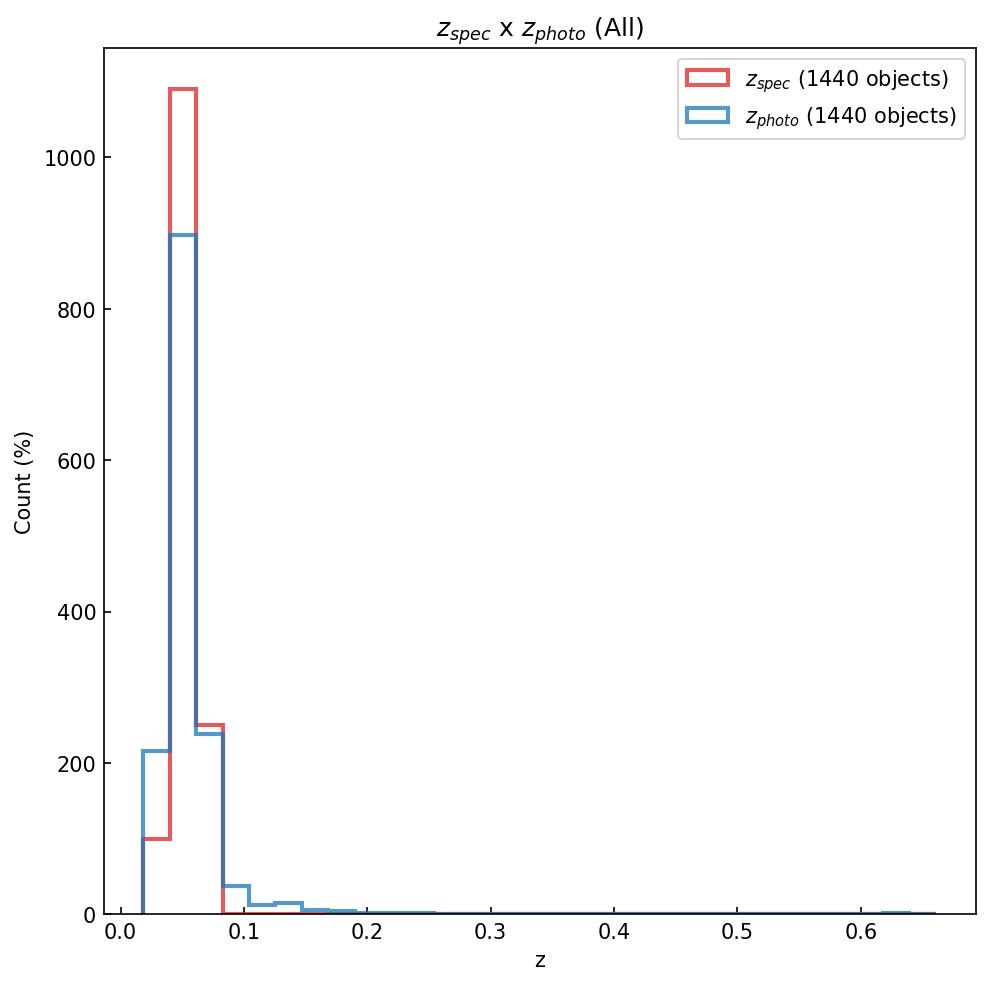 z_spec x z_photo (All)
z_spec (1440 objects)
z_photo (1440 objects)
1000
800
600
400
200
0
Count (%)
0.0 0.1 0.2 0.3 0.4 0.5 0.6
z